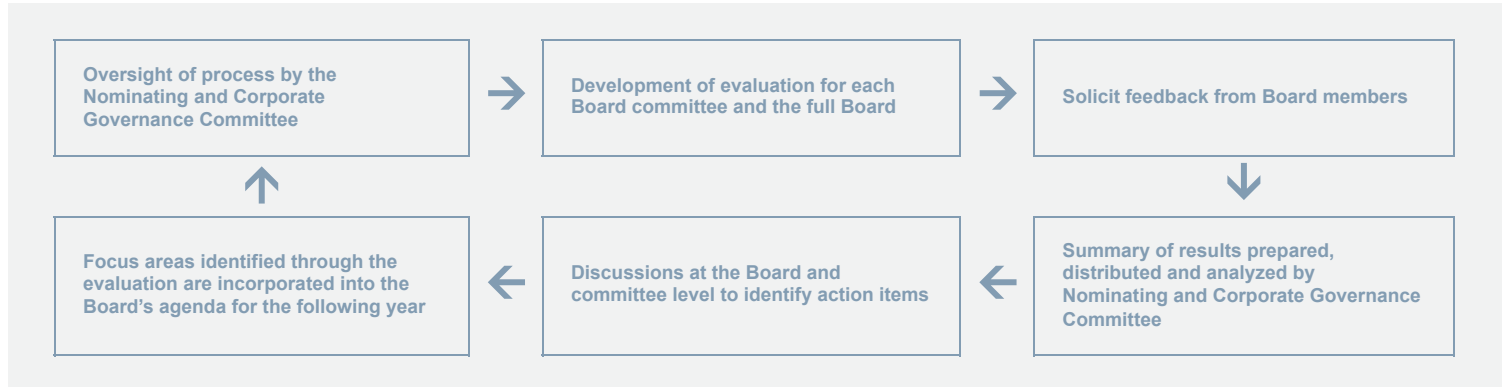 Oversight of process by the
Nominating and Corporate
Governance Committee
Development of evaluation for each
Board committee and the full Board
Solicit feedback from Board members
Summary of results prepared,
distributed and analyzed by
Nominating and Corporate Governance
Committee
Discussions at the Board and
committee level to identify action items
Focus areas identified through the
evaluation are incorporated into the
Board’s agenda for the following year